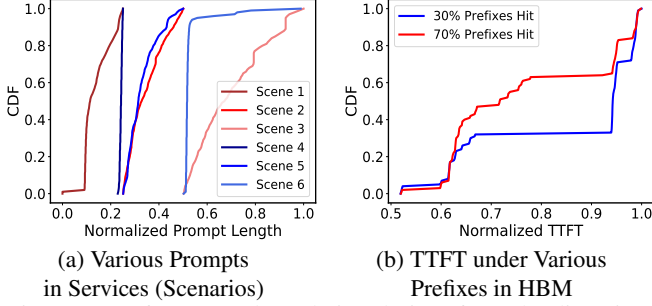 1.0
0.8
0.6
0.4
0.2
0.0
CDF
0.0 0.2 0.4 0.6 0.8 1.0
Normalized Prompt Length
Scene 1
Scene 2
Scene 3
Scene 4
Scene 5
Scene 6
(a) Various Prompts
in Services (Scenarios)
1.0
0.8
0.6
0.4
0.2
0.0
CDF
30% Prefixes Hit
70% Prefixes Hit
0.5 0.6 0.7 0.8 0.9 1.0
Normalized TTFT
(b) TTFT under Various
Prefixes in HBM